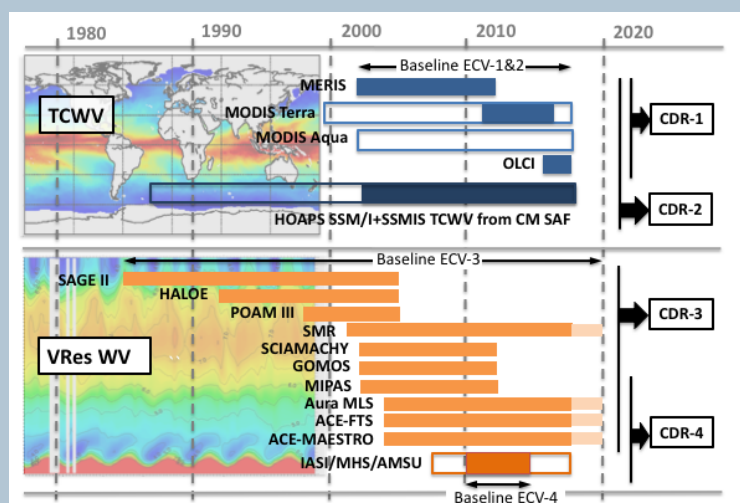 1980 1990 2000 2010 2020
Baseline ECV-1&2
MERIS
TCWV
MODIS Terra
CDR-1
MODIS Aqua
OLCI
CDR-2
HOAPS SSM/I+SSMIS TCWV from CM SAF
Baseline ECV-3
SAGE II
HALOE
POAM III
CDR-3
SMR
VRes WV
SCIAMACHY
GOMOS
MIPAS
Aura MLS
ACE-FTS
CDR-4
ACE-MAESTRO
IASI/MHS/AMSU
Baseline ECV-4